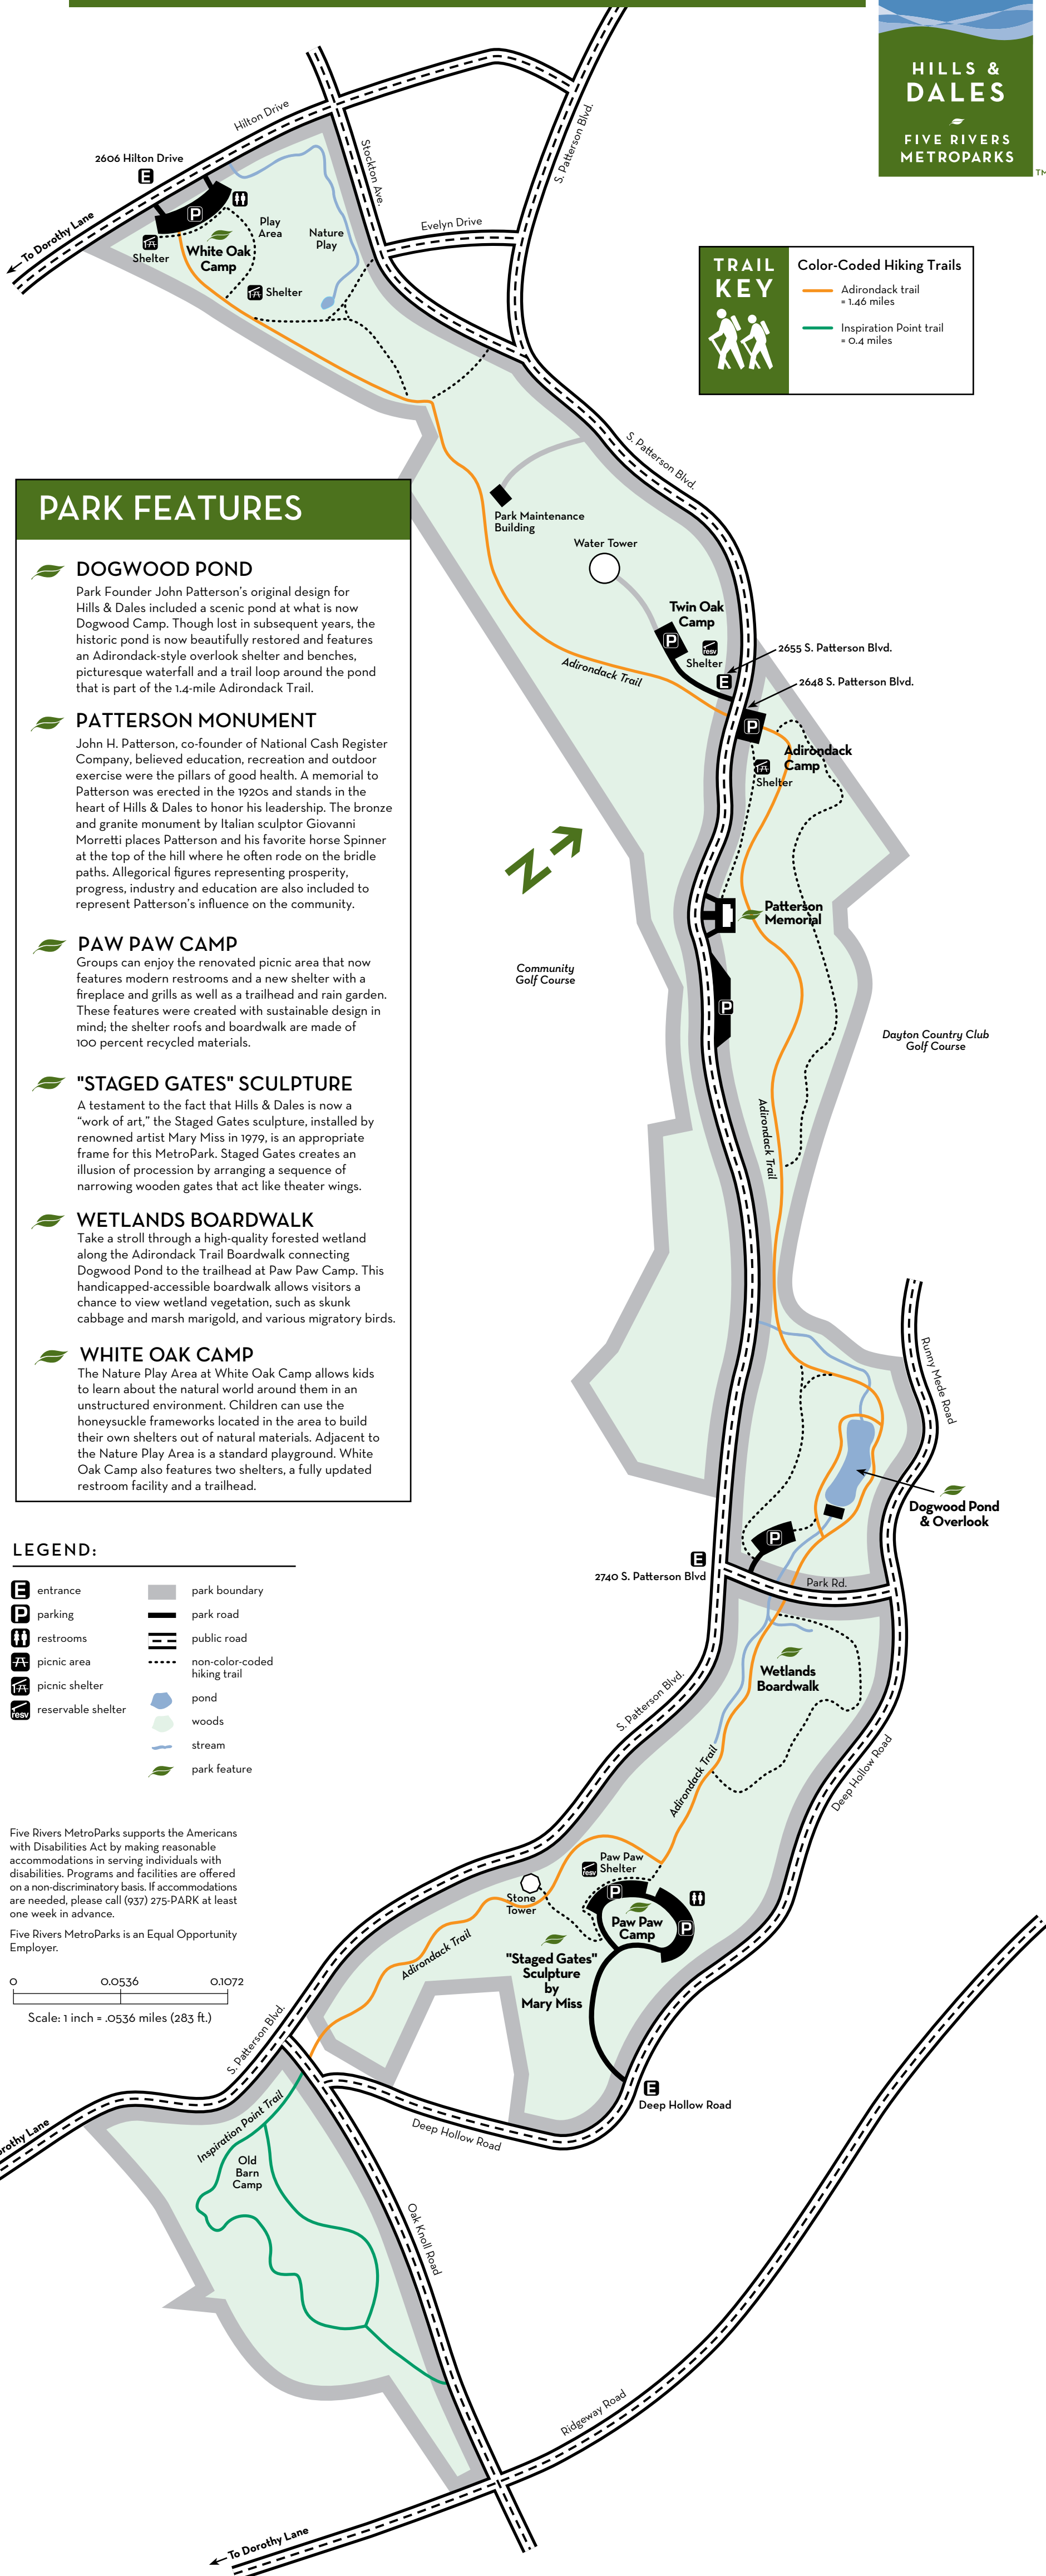 HILLS &
DALES
FIVE RIVERS
METROPARKS
TM
Hilton Drive
2606 Hilton Drive
E
To Dorothy Lane
P
Shelter
White Oak
Camp
Play
Area
Nature
Play
Shelter
Stockton Ave.
S. Patterson Blvd.
Evelyn Drive
TRAIL
KEY
Color-Coded Hiking Trails
Adirondack trail
= 1.46 miles
Inspiration Point trail
= 0.4 miles
S. Patterson Blvd.
Park Maintenance
Building
Water Tower
Twin Oak
Camp
P
resv
Shelter
E
2655 S. Patterson Blvd.
2648 S. Patterson Blvd.
Adirondack Trail
P
Adirondack
Camp
Shelter
N
Patterson
Memorial
Community
Golf Course
P
Dayton Country Club
Golf Course
Adirondack Trail
Runny Mede Road
Dogwood Pond
& Overlook
P
E
2740 S. Patterson Blvd
Park Rd.
Wetlands
Boardwalk
S. Patterson Blvd.
Adirondack Trail
Deep Hollow Road
resv
Paw Paw
Shelter
P
P
Stone
Tower
Paw Paw
Camp
Adirondack Trail
"Staged Gates"
Sculpture
by
Mary Miss
S. Patterson Blvd.
E
Deep Hollow Road
Deep Hollow Road
orothy Lane
Inspiration Point Trail
Old
Barn
Camp
Oak Knoll Road
Ridgeway Road
To Dorothy Lane
PARK FEATURES
DOGWOOD POND
Park Founder John Patterson's original design for
Hills & Dales included a scenic pond at what is now
Dogwood Camp. Though lost in subsequent years, the
historic pond is now beautifully restored and features
an Adirondack-style overlook shelter and benches,
picturesque waterfall and a trail loop around the pond
that is part of the 1.4-mile Adirondack Trail.
PATTERSON MONUMENT
John H. Patterson, co-founder of National Cash Register
Company, believed education, recreation and outdoor
exercise were the pillars of good health. A memorial to
Patterson was erected in the 1920s and stands in the
heart of Hills & Dales to honor his leadership. The bronze
and granite monument by Italian sculptor Giovanni
Morretti places Patterson and his favorite horse Spinner
at the top of the hill where he often rode on the bridle
paths. Allegorical figures representing prosperity,
progress, industry and education are also included to
represent Patterson's influence on the community.
PAW PAW CAMP
Groups can enjoy the renovated picnic area that now
features modern restrooms and a new shelter with a
fireplace and grills as well as a trailhead and rain garden.
These features were created with sustainable design in
mind; the shelter roofs and boardwalk are made of
100 percent recycled materials.
"STAGED GATES" SCULPTURE
A testament to the fact that Hills & Dales is now a
“work of art,” the Staged Gates sculpture, installed by
renowned artist Mary Miss in 1979, is an appropriate
frame for this MetroPark. Staged Gates creates an
illusion of procession by arranging a sequence of
narrowing wooden gates that act like theater wings.
WETLANDS BOARDWALK
Take a stroll through a high-quality forested wetland
along the Adirondack Trail Boardwalk connecting
Dogwood Pond to the trailhead at Paw Paw Camp. This
handicapped-accessible boardwalk allows visitors a
chance to view wetland vegetation, such as skunk
cabbage and marsh marigold, and various migratory birds.
WHITE OAK CAMP
The Nature Play Area at White Oak Camp allows kids
to learn about the natural world around them in an
unstructured environment. Children can use the
honeysuckle frameworks located in the area to build
their own shelters out of natural materials. Adjacent to
the Nature Play Area is a standard playground. White
Oak Camp also features two shelters, a fully updated
restroom facility and a trailhead.
LEGEND:
E entrance
P parking
restrooms
picnic area
picnic shelter
resv reservable shelter
park boundary
park road
public road
non-color-coded
hiking trail
pond
woods
stream
park feature
Five Rivers MetroParks supports the Americans
with Disabilities Act by making reasonable
accommodations in serving individuals with
disabilities. Programs and facilities are offered
on a non-discriminatory basis. If accommodations
are needed, please call (937) 275-PARK at least
one week in advance.
Five Rivers MetroParks is an Equal Opportunity
Employer.
0 0.0536 0.1072
Scale: 1 inch = .0536 miles (283 ft.)